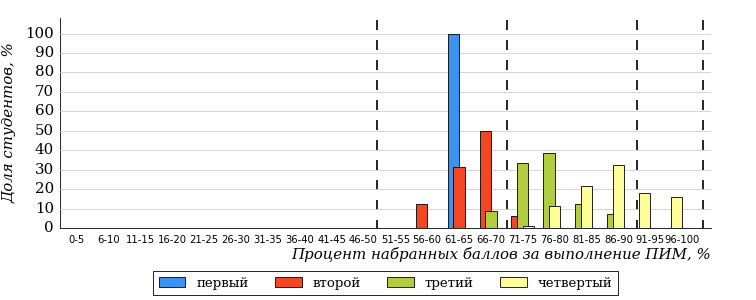 Доля студентов, %
100
90
80
70
60
50
40
30
20
10
0
0-5 6-10 11-15 16-20 21-25 26-30 31-35 36-40 41-45 46-50 51-55 56-60 61-65 66-70 71-75 76-80 81-85 86-90 91-95 96-100
Процент набранных баллов за выполнение ПИМ, %
первый второй третий четвертый